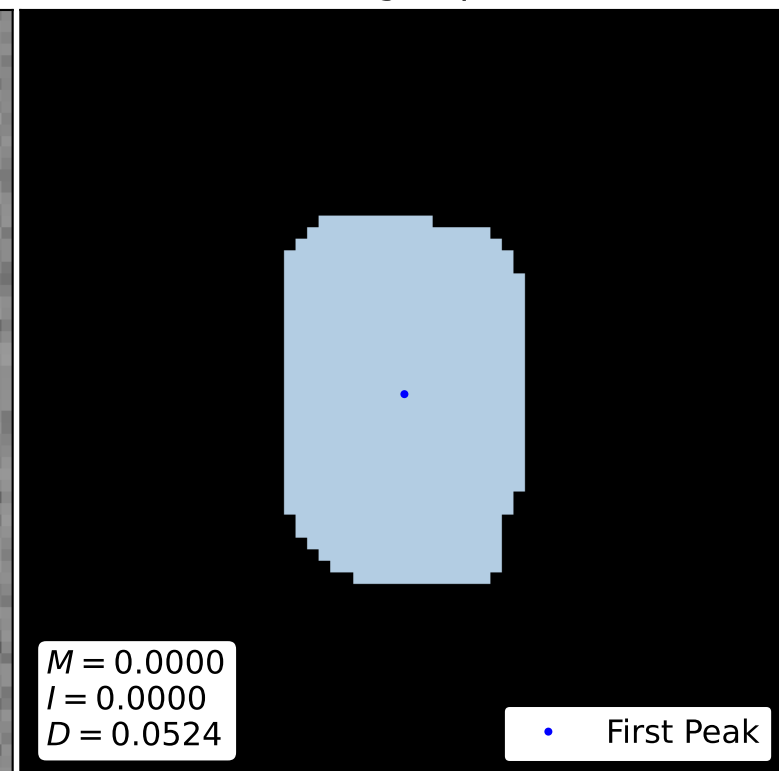 M = 0.0000
I = 0.0000
D = 0.0524
First Peak